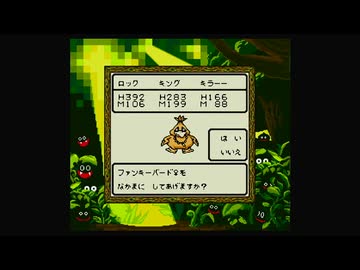 ロック キング キラーー
H392 H283 H166
M106 M199 M 88
はい
いいえ
ファンキーバード♀を
なかまに してあげますか?